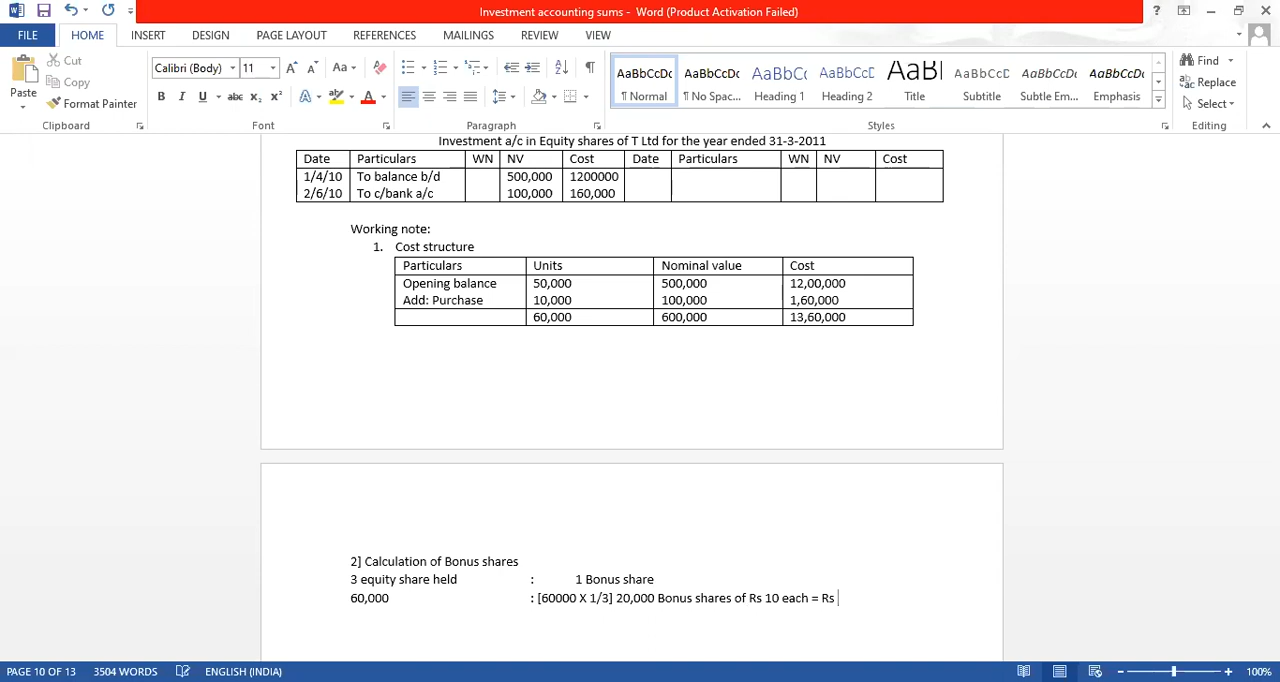 Investment accounting sums - Word (Product Activation Failed)
FILE HOME INSERT DESIGN PAGE LAYOUT REFERENCES MAILINGS REVIEW VIEW
Paste
Cut
Copy
Format Painter
Clipboard
Calibri (Body) 11
Font
Paragraph
AaBbCcDc AaBbCcDc AaBbCc AaBbCcD AaBl AaBbCcD AaBbCcDc AaBbCcDc
¶ Normal ¶ No Spac... Heading 1 Heading 2 Title Subtitle Subtle Em... Emphasis
Styles
Find
Replace
Select
Editing
Investment a/c in Equity shares of T Ltd for the year ended 31-3-2011
Date Particulars WN NV Cost Date Particulars WN NV Cost
1/4/10 To balance b/d 500,000 1200000
2/6/10 To c/bank a/c 100,000 160,000
Working note:
1. Cost structure
Particulars Units Nominal value Cost
Opening balance 50,000 500,000 12,00,000
Add: Purchase 10,000 100,000 1,60,000
60,000 600,000 13,60,000
2] Calculation of Bonus shares
3 equity share held : 1 Bonus share
60,000 : [60000 X 1/3] 20,000 Bonus shares of Rs 10 each = Rs
PAGE 10 OF 13 3504 WORDS ENGLISH (INDIA) 100%